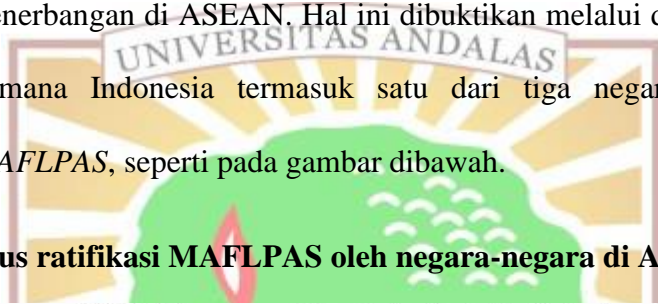 enerbangan di ASEAN. Hal ini dibuktikan melalui d
UNIVERSITAS ANDALAS
mana Indonesia termasuk satu dari tiga negar
AFLPAS, seperti pada gambar dibawah.
us ratifikasi MAFLPAS oleh negara-negara di A